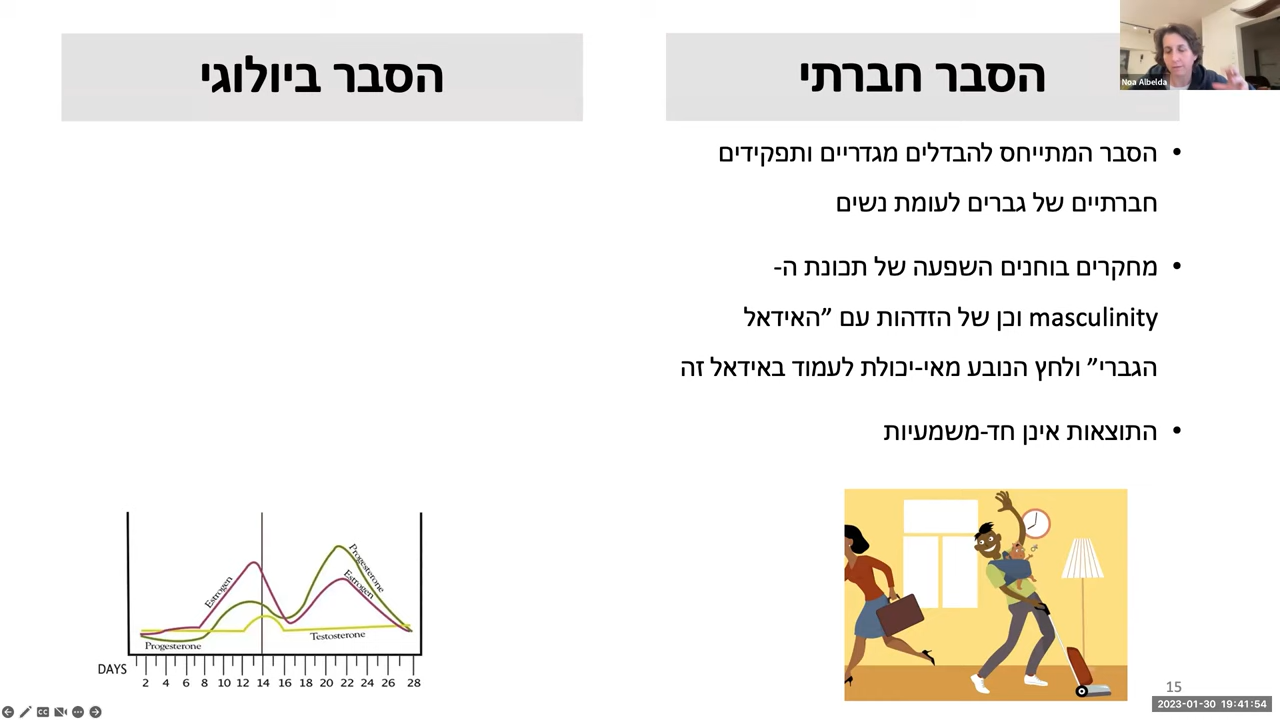 הסבר חברתי
הסבר ביולוגי
Noa Albelda
• הסבר המתייחס להבדלים מגדריים ותפקידים
חברתיים של גברים לעומת נשים
• מחקרים בוחנים השפעה של תכונת ה-
masculinity וכן של הזדהות עם ”האידאל
הגברי” ולחץ הנובע מאי-יכולת לעמוד באידאל זה
• התוצאות אינן חד-משמעיות
Estrogen
Progesterone
Estrogen
Progesterone
Testosterone
DAYS
2 4 6 8 10 12 14 16 18 20 22 24 26 28
15
2023-01-30 19:41:54
CC